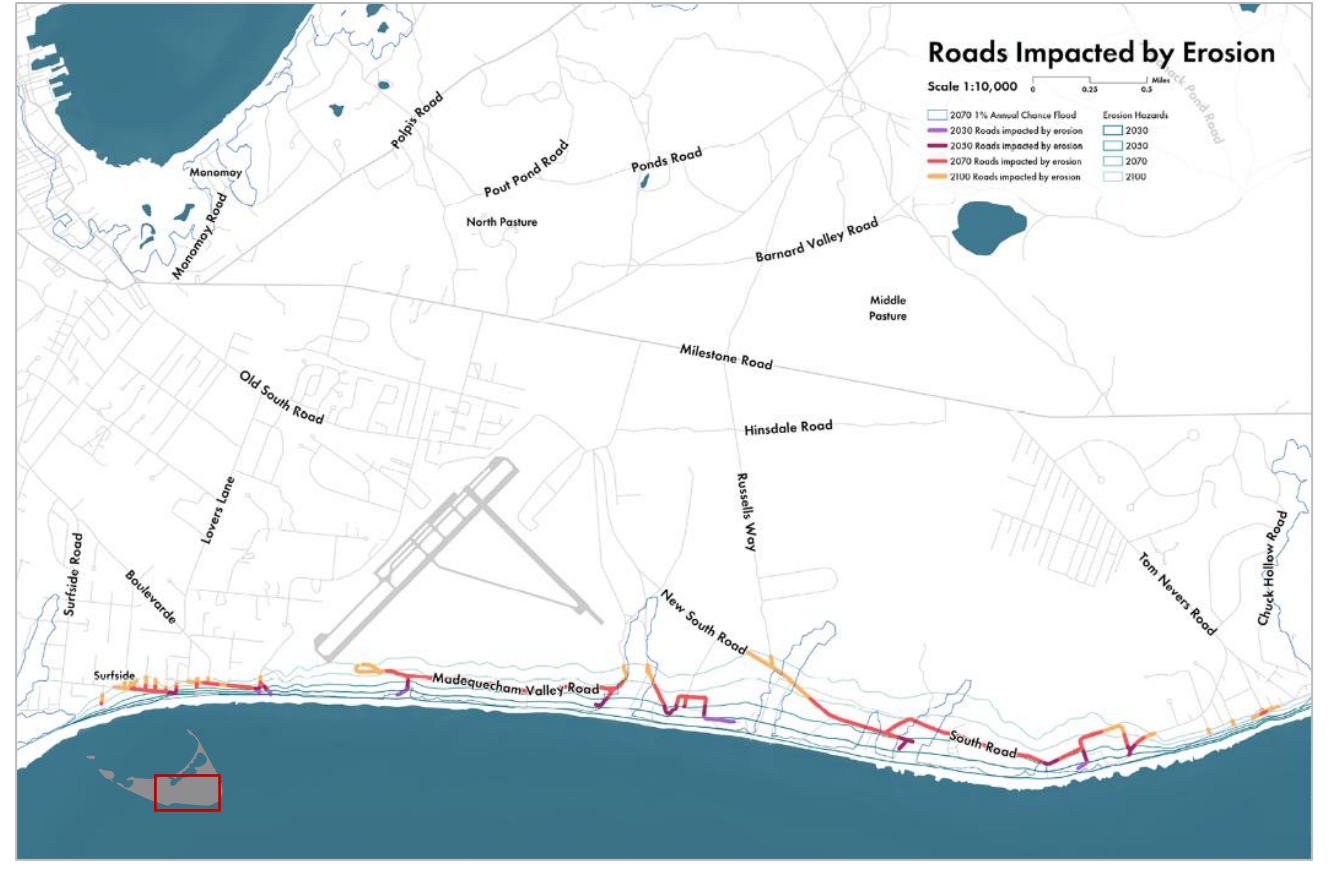 Roads Impacted by Erosion
Scale 1:10,000
0 0.25 0.5 Miles
2070 1% Annual Chance Flood
2030 Roads impacted by erosion
2050 Roads impacted by erosion
2070 Roads impacted by erosion
2100 Roads impacted by erosion
Erosion Hazards
2030
2050
2070
2100
Pond Road
Polpis Road
Monomoy
Monomoy Road
Pout Pond Road
Ponds Road
North Pasture
Barnard Valley Road
Middle
Pasture
Milestone Road
Old South Road
Hinsdale Road
Lovers Lane
Russells Way
Surfside Road
Boulevarde
Tom Nevers Road
Chuck Hollow Road
New South Road
Surfside
Madequecham Valley Road
South Road